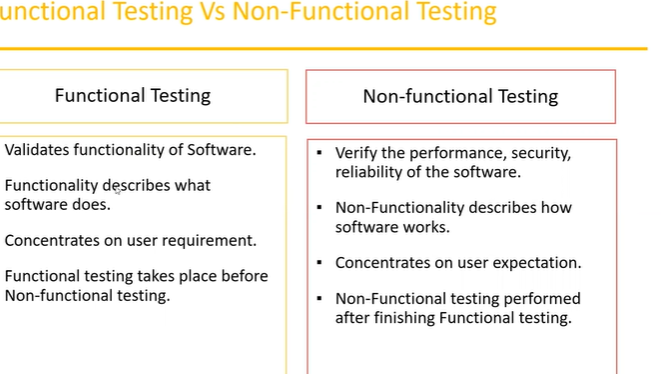 unctional Testing Vs Non-Functional Testing
Functional Testing
Validates functionality of Software.
Functionality describes what
software does.
Concentrates on user requirement.
Functional testing takes place before
Non-functional testing.
Non-functional Testing
▪ Verify the performance, security,
reliability of the software.
▪ Non-Functionality describes how
software works.
▪ Concentrates on user expectation.
▪ Non-Functional testing performed
after finishing Functional testing.